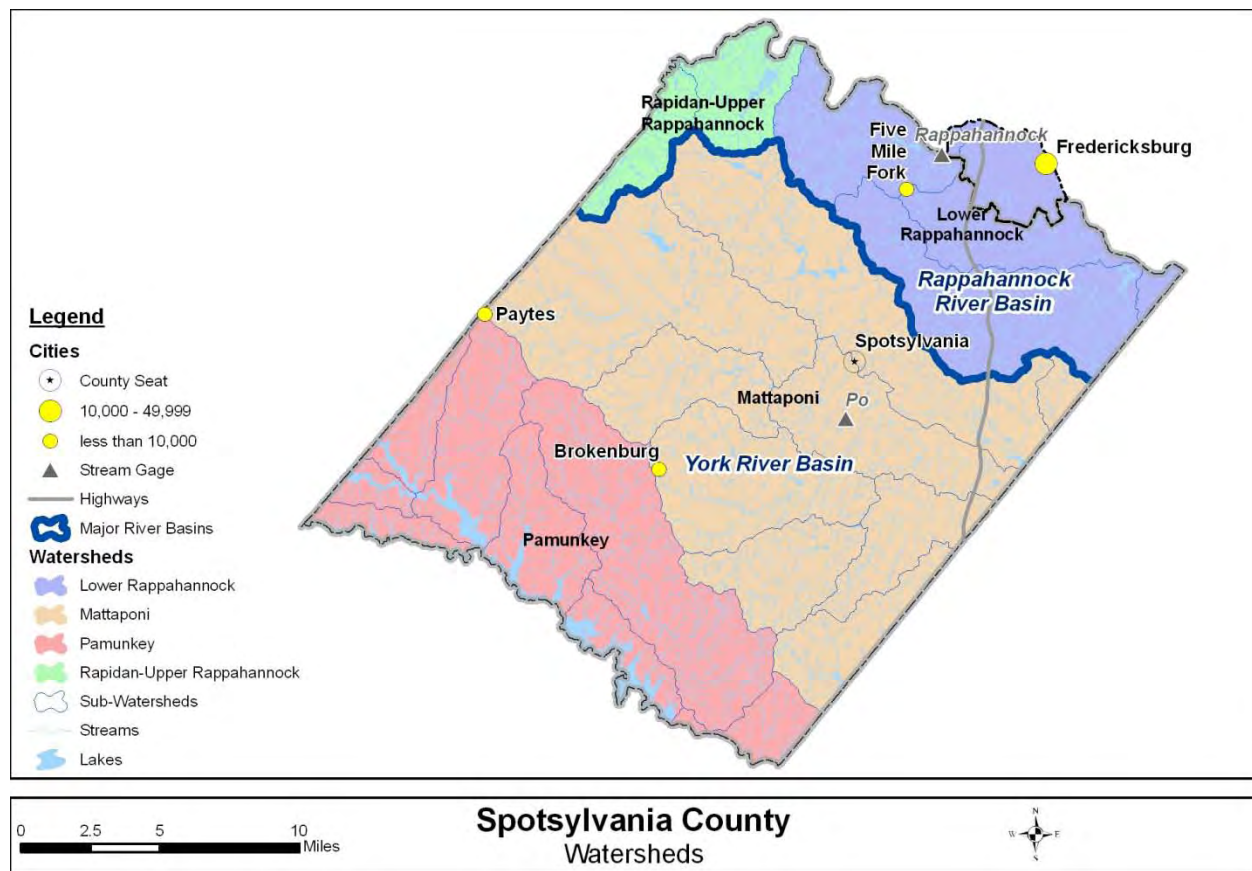 Rapidan-Upper
Rappahannock
Five
Mile
Fork
Rappahannock
Fredericksburg
Lower
Rappahannock
Rappahannock
River Basin
Paytes
Spotsylvania
Mattaponi
Po
Brokenburg
York River Basin
Pamunkey
Legend
Cities
County Seat
10,000 - 49,999
less than 10,000
Stream Gage
Highways
Major River Basins
Watersheds
Lower Rappahannock
Mattaponi
Pamunkey
Rapidan-Upper Rappahannock
Sub-Watersheds
Streams
Lakes
0 2.5 5 10
Miles
Spotsylvania County
Watersheds
N
W E
S